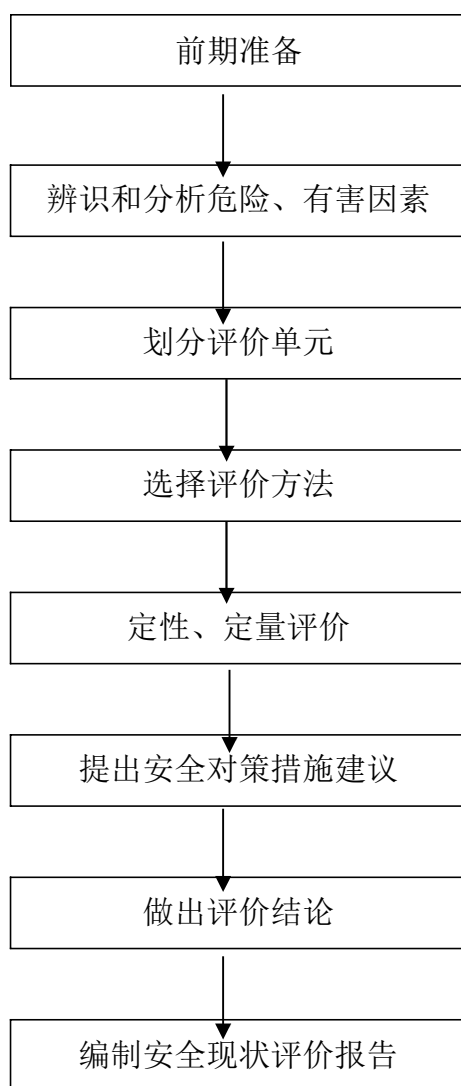 前期准备
辨识和分析危险、有害因素
划分评价单元
选择评价方法
定性、定量评价
提出安全对策措施建议
做出评价结论
编制安全现状评价报告